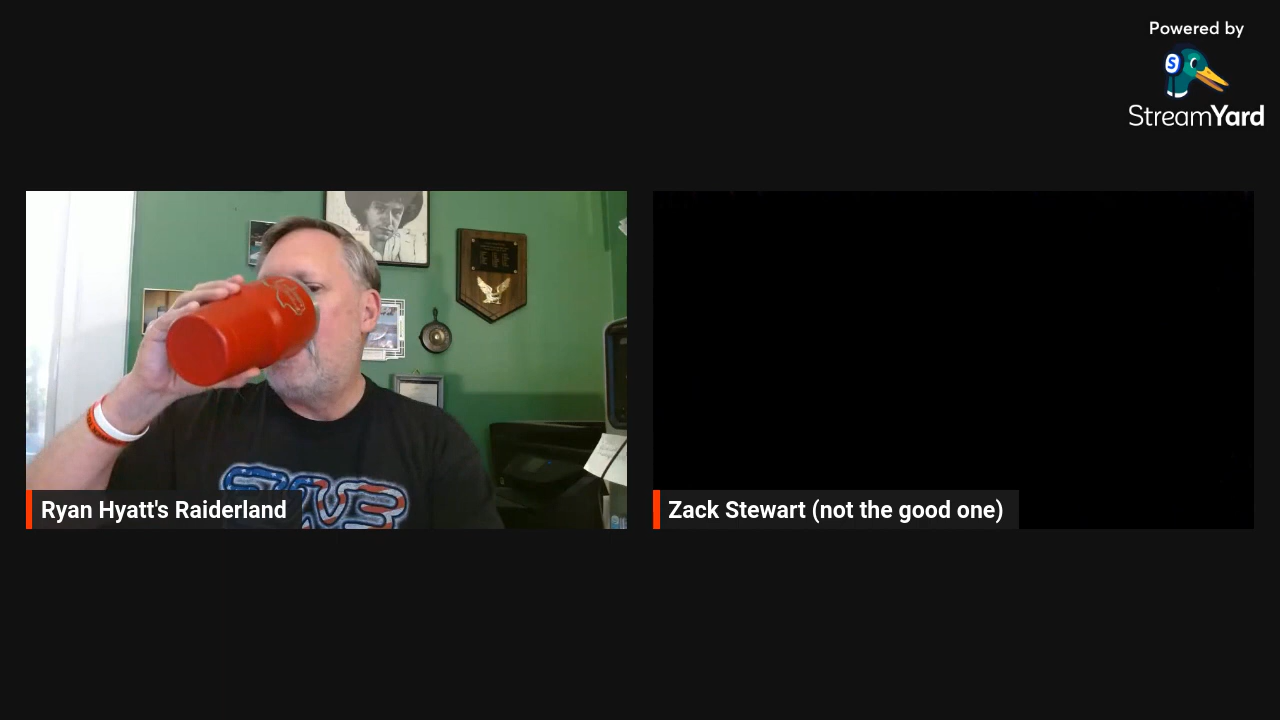 Powered by
S
StreamYard
Ryan Hyatt's Raiderland
Zack Stewart (not the good one)